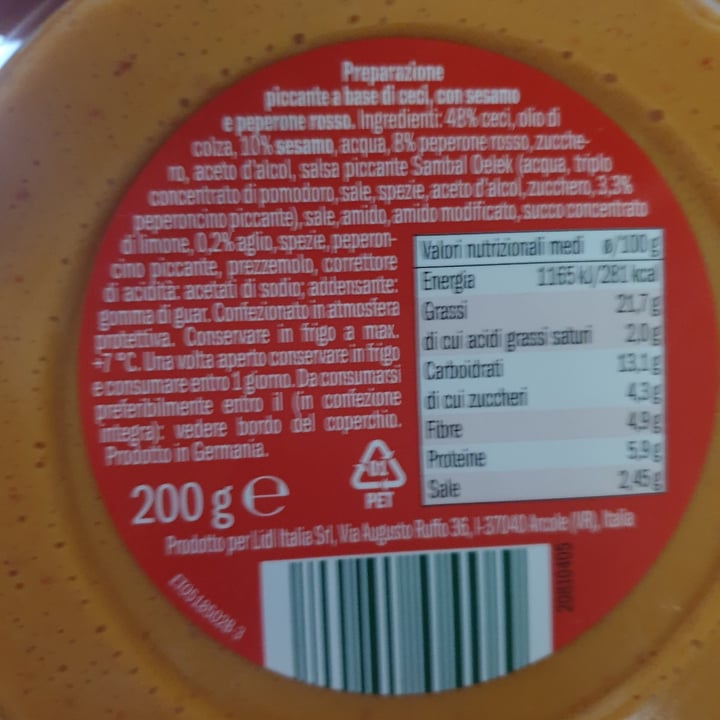 Preparazione
piccante a base di ceci, con sesamo
e peperone rosso. Ingredienti: 48% ceci, olio di
colza, 10% sesamo, acqua, 8% peperone rosso, zucche-
ro, aceto d'alcol, salsa piccante Sambal Oelek (acqua, triplo
concentrato di pomodoro, sale, spezie, aceto d'alcol, zucchero, 3,3%
peperoncino piccante), sale, amido, amido modificato, succo concentrato
di limone, 0,2% aglio, spezie, peperon-
cino piccante, prezzemolo, correttore
di acidità: acetati di sodio; addensante:
gomma di guar. Confezionato in atmosfera
protettiva. Conservare in frigo a max.
+7 °C. Una volta aperto conservare in frigo
e consumare entro 1 giorno. Da consumarsi
preferibilmente entro il (in confezione
integra): vedere bordo del coperchio.
Prodotto in Germania.
Valori nutrizionali medi ø/100 g
Energia 1165 kJ/281 kcal
Grassi 21,7 g
di cui acidi grassi saturi 2,0 g
Carboidrati 13,1 g
di cui zuccheri 4,3 g
Fibre 4,9 g
Proteine 5,9 g
Sale 2,45 g
200 g e
01
PET
Prodotto per Lidl Italia Srl, Via Augusto Ruffo 36, I-37040 Arcole (VR), Italia
20810405